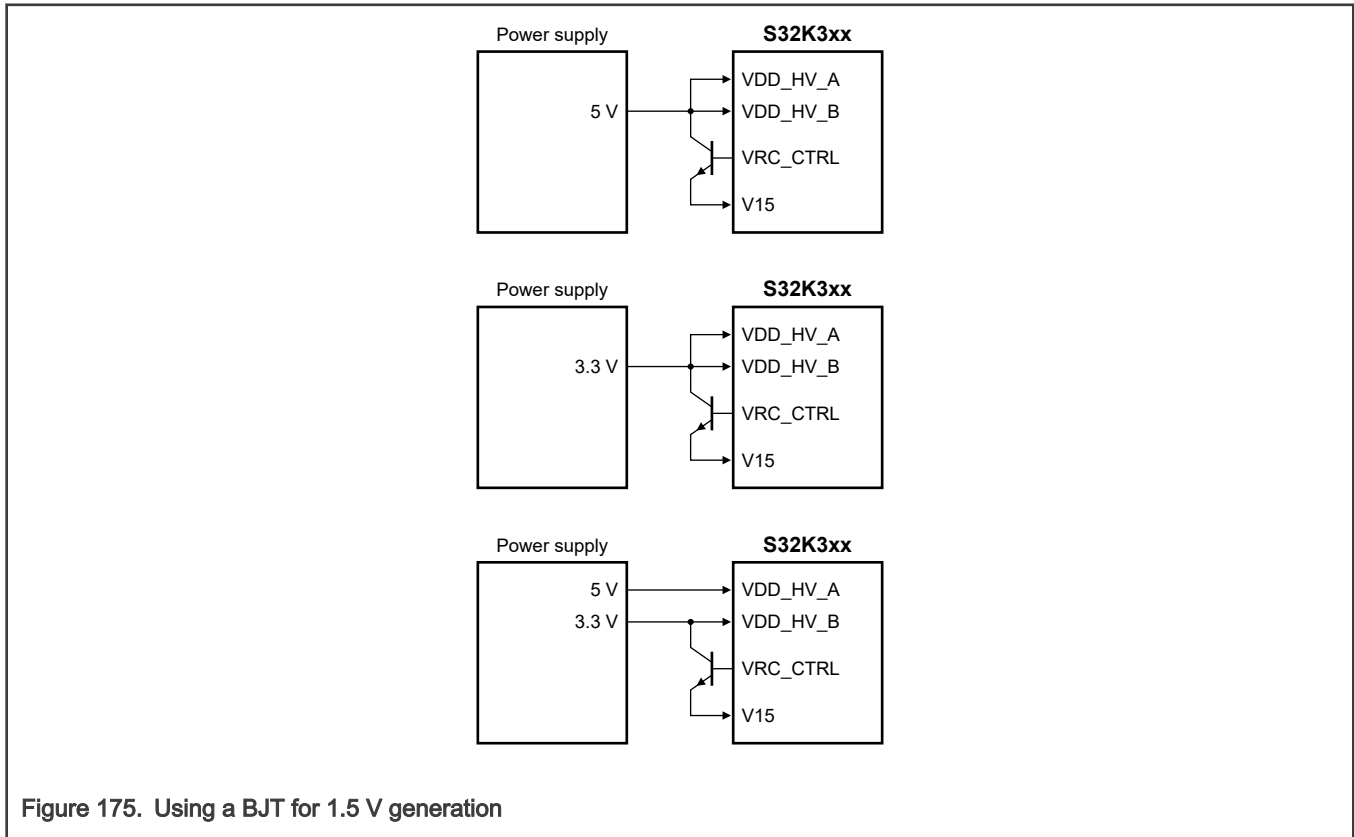 Power supply
S32K3xx
5 V
VDD_HV_A
VDD_HV_B
VRC_CTRL
V15
Power supply
S32K3xx
3.3 V
VDD_HV_A
VDD_HV_B
VRC_CTRL
V15
Power supply
S32K3xx
5 V
3.3 V
VDD_HV_A
VDD_HV_B
VRC_CTRL
V15
Figure 175. Using a BJT for 1.5 V generation